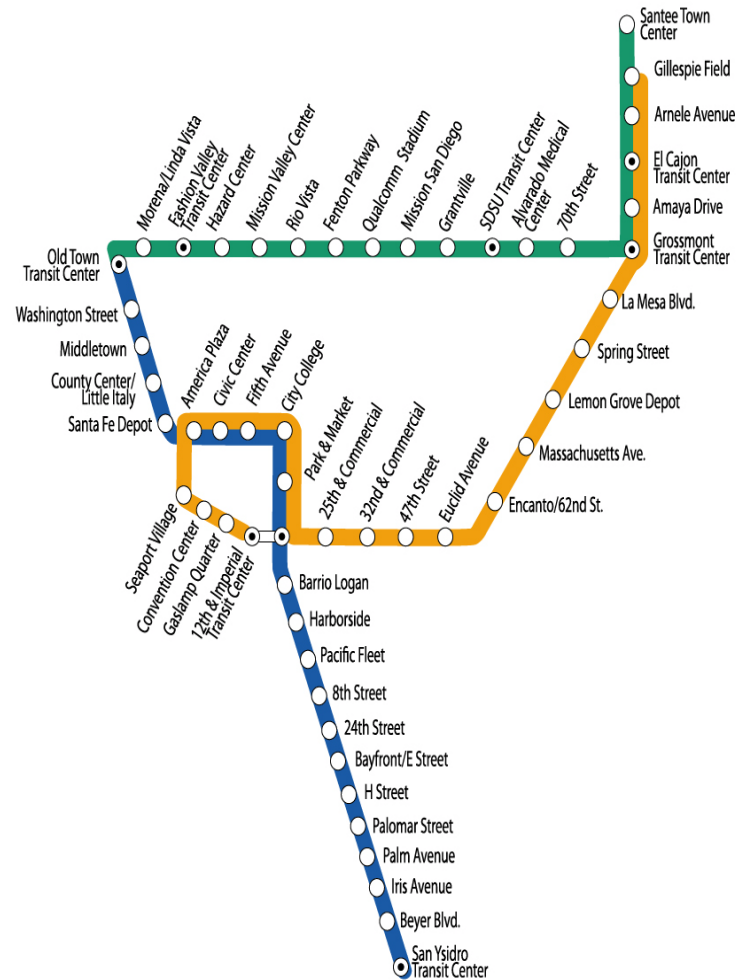 Santee Town
Center
Gillespie Field
Arnele Avenue
El Cajon
Transit Center
Amaya Drive
Grossmont
Transit Center
Morena/Linda Vista
Fashion Valley
Transit Center
Hazard Center
Mission Valley Center
Rio Vista
Fenton Parkway
Qualcomm Stadium
Mission San Diego
Grantville
SDSU Transit Center
Alvarado Medical
Center
70th Street
Old Town
Transit Center
Washington Street
Middletown
County Center/
Little Italy
Santa Fe Depot
America Plaza
Civic Center
Fifth Avenue
City College
Park & Market
25th & Commercial
32nd & Commercial
47th Street
Euclid Avenue
La Mesa Blvd.
Spring Street
Lemon Grove Depot
Massachusetts Ave.
Encanto/62nd St.
Seaport Village
Convention Center
Gaslamp Quarter
12th & Imperial
Transit Center
Barrio Logan
Harborside
Pacific Fleet
8th Street
24th Street
Bayfront/E Street
H Street
Palomar Street
Palm Avenue
Iris Avenue
Beyer Blvd.
San Ysidro
Transit Center